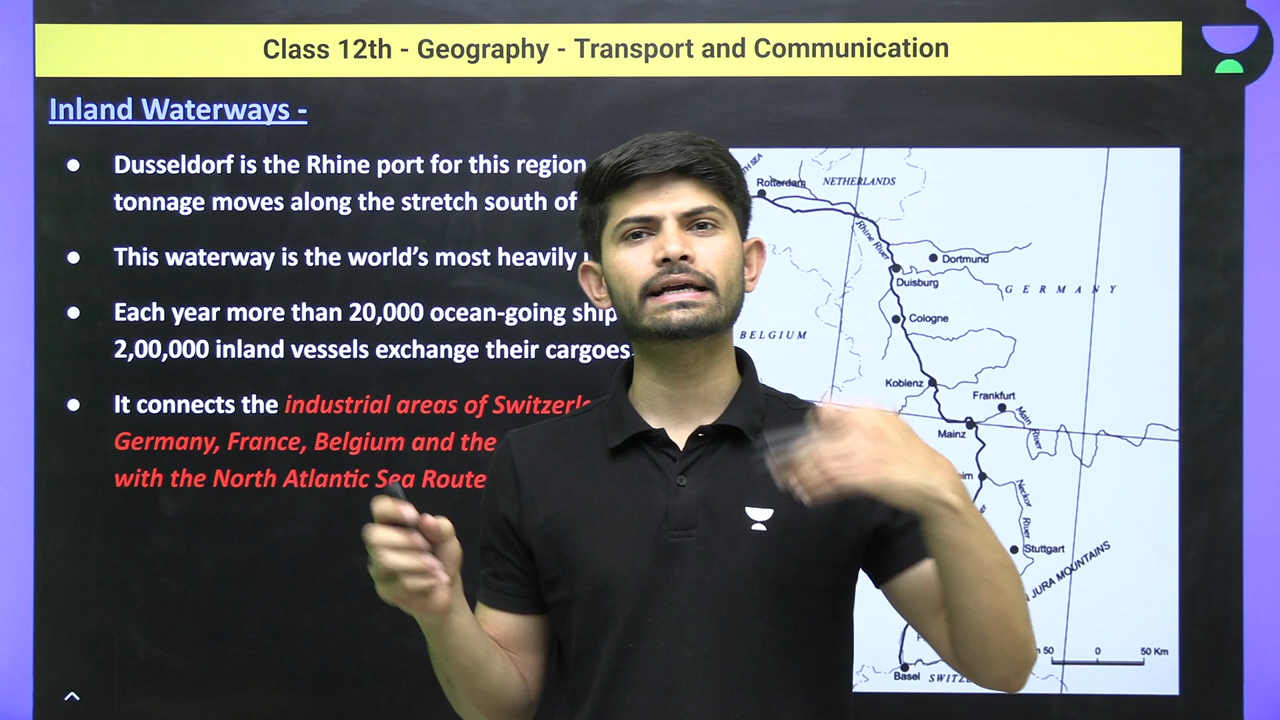 Class 12th - Geography - Transport and Communication
Inland Waterways -
● Dusseldorf is the Rhine port for this region
tonnage moves along the stretch south of
● This waterway is the world's most heavily
● Each year more than 20,000 ocean-going ship
2,00,000 inland vessels exchange their cargoes
● It connects the industrial areas of
Germany, France, Belgium and the
with the North Atlantic Sea Route
SEA
Rotterdam
NETHERLANDS
Rhine River
Dortmund
Duisburg
GERMANY
Cologne
BELGIUM
Koblenz
Frankfurt
Main River
Mainz
Neckor River
Stuttgart
JURA MOUNTAINS
50 0 50 Km
Basel